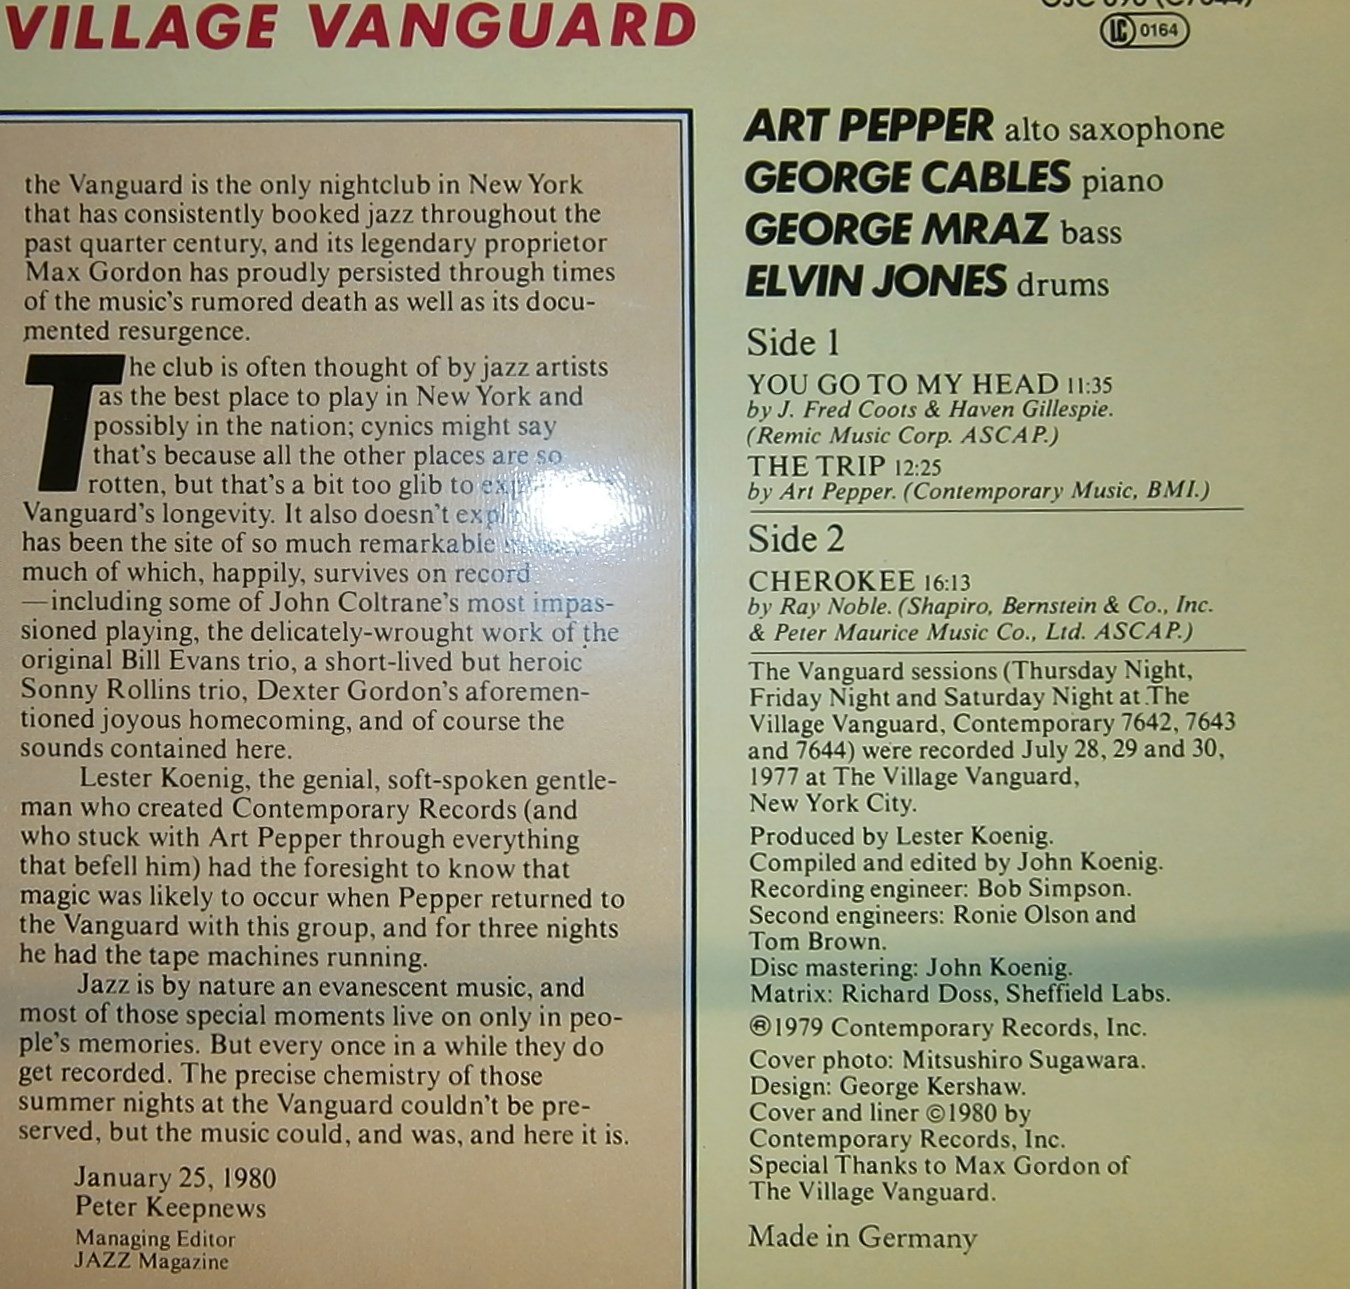 VILLAGE VANGUARD
LC 0164
the Vanguard is the only nightclub in New York
that has consistently booked jazz throughout the
past quarter century, and its legendary proprietor
Max Gordon has proudly persisted through times
of the music's rumored death as well as its docu-
mented resurgence.
The club is often thought of by jazz artists
as the best place to play in New York and
possibly in the nation; cynics might say
that's because all the other places are so
rotten, but that's a bit too glib to
Vanguard's longevity. It also doesn't
has been the site of so much remarkable
much of which, happily, survives on record
—including some of John Coltrane's most impas-
sioned playing, the delicately-wrought work of the
original Bill Evans trio, a short-lived but heroic
Sonny Rollins trio, Dexter Gordon's aforemen-
tioned joyous homecoming, and of course the
sounds contained here.
Lester Koenig, the genial, soft-spoken gentle-
man who created Contemporary Records (and
who stuck with Art Pepper through everything
that befell him) had the foresight to know that
magic was likely to occur when Pepper returned to
the Vanguard with this group, and for three nights
he had the tape machines running.
Jazz is by nature an evanescent music, and
most of those special moments live on only in peo-
ple's memories. But every once in a while they do
get recorded. The precise chemistry of those
summer nights at the Vanguard couldn't be pre-
served, but the music could, and was, and here it is.
January 25, 1980
Peter Keepnews
Managing Editor
JAZZ Magazine
ART PEPPER alto saxophone
GEORGE CABLES piano
GEORGE MRAZ bass
ELVIN JONES drums
Side 1
YOU GO TO MY HEAD 11:35
by J. Fred Coots & Haven Gillespie.
(Remic Music Corp. ASCAP.)
THE TRIP 12:25
by Art Pepper. (Contemporary Music, BMI.)
Side 2
CHEROKEE 16:13
by Ray Noble. (Shapiro, Bernstein & Co., Inc.
& Peter Maurice Music Co., Ltd. ASCAP.)
The Vanguard sessions (Thursday Night,
Friday Night and Saturday Night at The
Village Vanguard, Contemporary 7642, 7643
and 7644) were recorded July 28, 29 and 30,
1977 at The Village Vanguard,
New York City.
Produced by Lester Koenig.
Compiled and edited by John Koenig.
Recording engineer: Bob Simpson.
Second engineers: Ronie Olson and
Tom Brown.
Disc mastering: John Koenig.
Matrix: Richard Doss, Sheffield Labs.
®1979 Contemporary Records, Inc.
Cover photo: Mitsushiro Sugawara.
Design: George Kershaw.
Cover and liner ©1980 by
Contemporary Records, Inc.
Special Thanks to Max Gordon of
The Village Vanguard.
Made in Germany